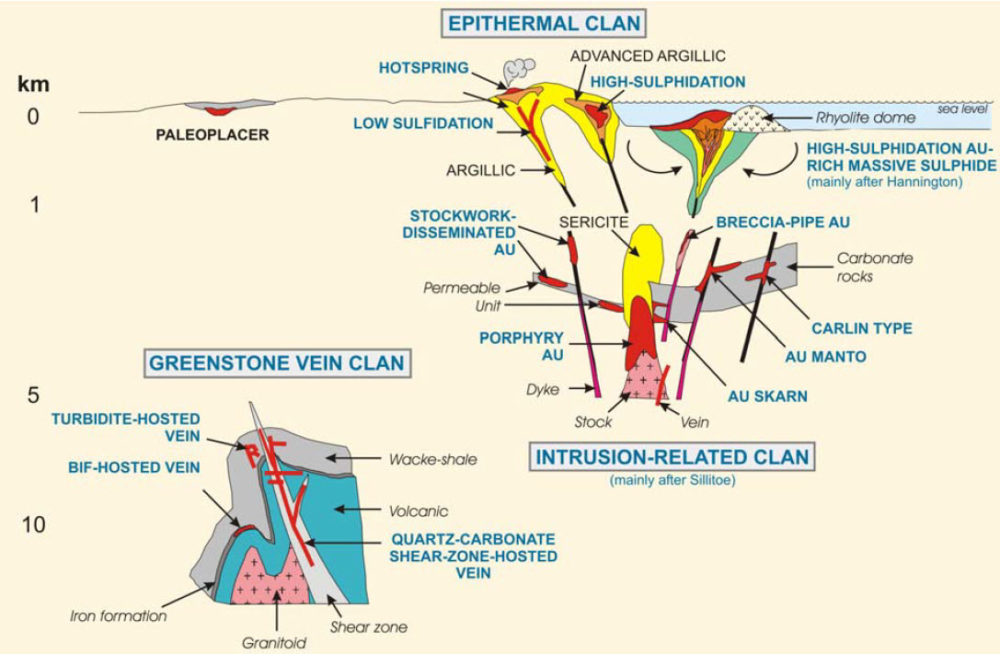 EPITHERMAL CLAN
km
0
1
5
10
PALEOPLACER
HOTSPRING
LOW SULFIDATION
ARGILLIC
ADVANCED ARGILLIC
HIGH-SULPHIDATION
sea level
Rhyolite dome
HIGH-SULPHIDATION AU-
RICH MASSIVE SULPHIDE
(mainly after Hannington)
STOCKWORK-
DISSEMINATED
AU
SERICITE
BRECCIA-PIPE AU
Permeable
Unit
Carbonate
rocks
PORPHYRY
AU
CARLIN TYPE
AU MANTO
AU SKARN
Dyke
Stock
Vein
INTRUSION-RELATED CLAN
(mainly after Sillitoe)
GREENSTONE VEIN CLAN
TURBIDITE-HOSTED
VEIN
BIF-HOSTED VEIN
Wacke-shale
Volcanic
QUARTZ-CARBONATE
SHEAR-ZONE-HOSTED
VEIN
Iron formation
Granitoid
Shear zone